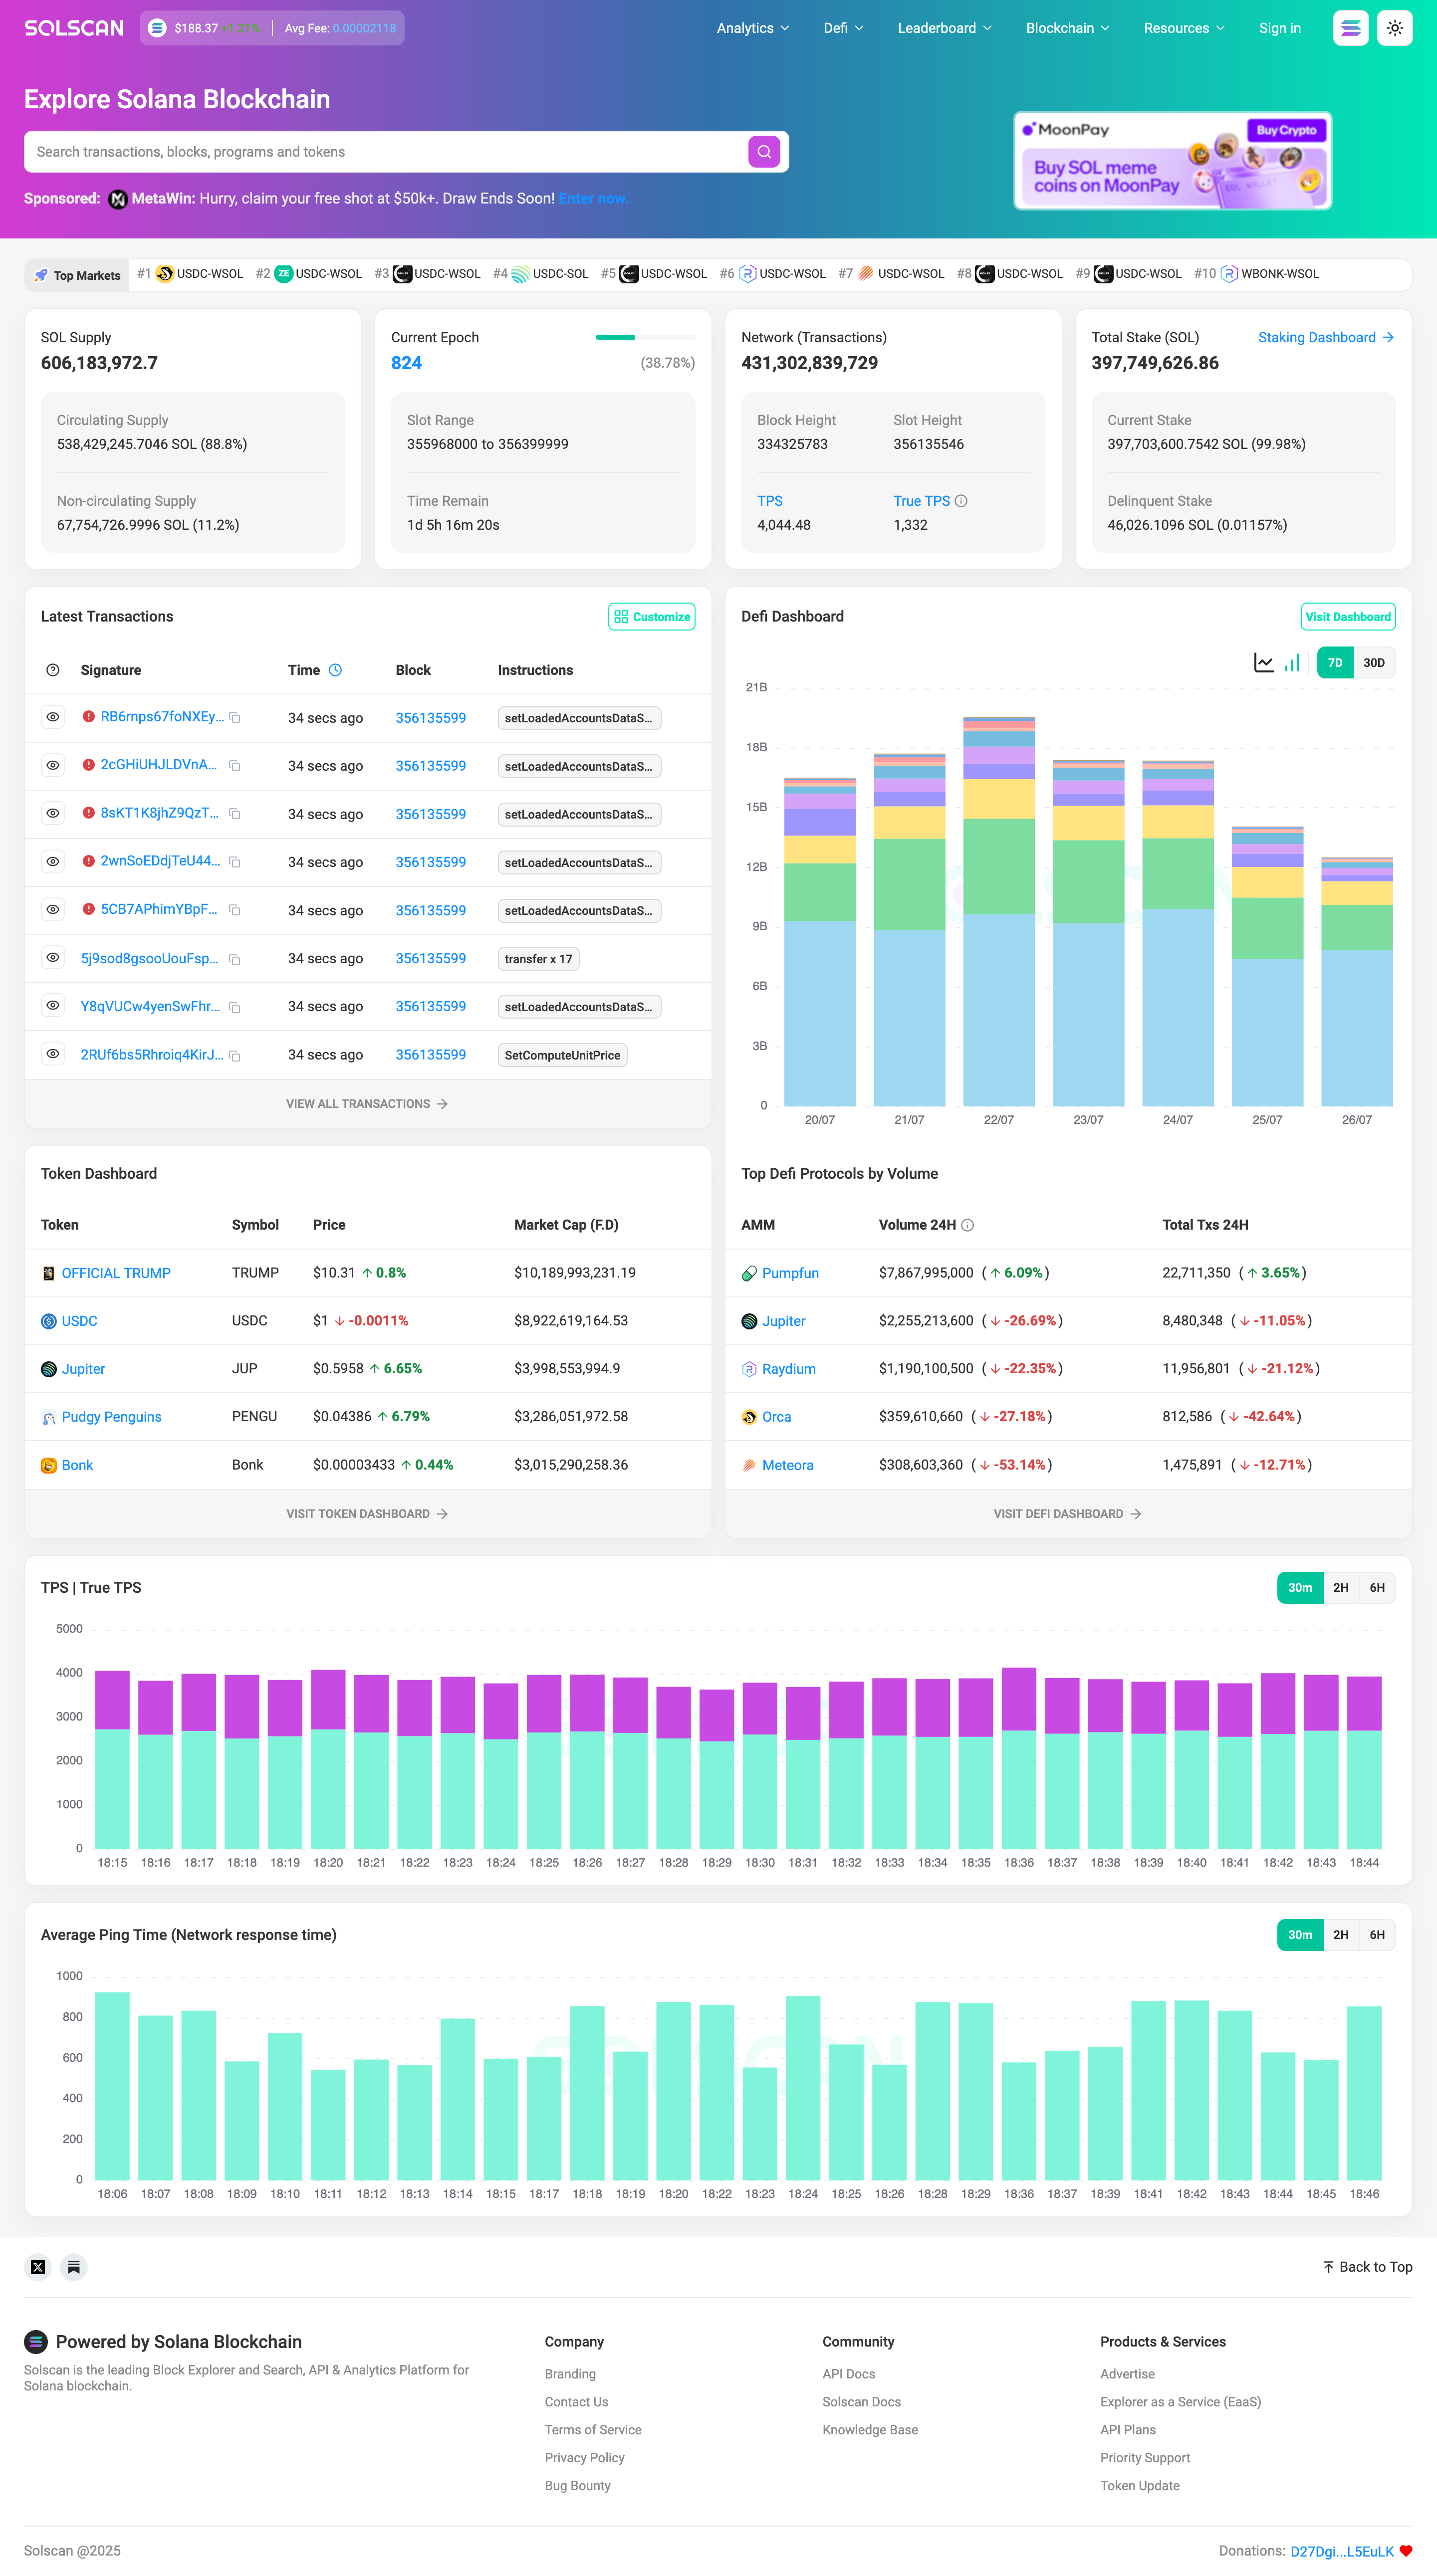 SOLSCAN $188.37 +1.21% Avg Fee: 0.00002118 Analytics Defi Leaderboard Blockchain Resources Sign in
Explore Solana Blockchain
Search transactions, blocks, programs and tokens
Sponsored: MetaWin: Hurry, claim your free shot at $50k+. Draw Ends Soon! Enter now.
MoonPay Buy Crypto
Buy SOL meme
coins on MoonPay
SOL WALLET
Top Markets #1 USDC-WSOL #2 ZE USDC-WSOL #3 USDC-WSOL #4 USDC-SOL #5 USDC-WSOL #6 USDC-WSOL #7 USDC-WSOL #8 USDC-WSOL #9 USDC-WSOL #10 WBONK-WSOL
SOL Supply
606,183,972.7
Circulating Supply
538,429,245.7046 SOL (88.8%)
Non-circulating Supply
67,754,726.9996 SOL (11.2%)
Current Epoch
824 (38.78%)
Slot Range
355968000 to 356399999
Time Remain
1d 5h 16m 20s
Network (Transactions)
431,302,839,729
Block Height Slot Height
334325783 356135546
TPS True TPS
4,044.48 1,332
Total Stake (SOL) Staking Dashboard
397,749,626.86
Current Stake
397,703,600.7542 SOL (99.98%)
Delinquent Stake
46,026.1096 SOL (0.01157%)
Latest Transactions Customize
Signature Time Block Instructions
RB6rnps67foNXEy... 34 secs ago 356135599 setLoadedAccountsDataS...
2cGHiUHJLDVnA... 34 secs ago 356135599 setLoadedAccountsDataS...
8sKT1K8jhZ9QzT... 34 secs ago 356135599 setLoadedAccountsDataS...
2wnSoEDdjTeU44... 34 secs ago 356135599 setLoadedAccountsDataS...
5CB7APhimYBpF... 34 secs ago 356135599 setLoadedAccountsDataS...
5j9sod8gsooUouFsp... 34 secs ago 356135599 transfer x 17
Y8qVUCw4yenSwFhr... 34 secs ago 356135599 setLoadedAccountsDataS...
2RUf6bs5Rhroiq4KirJ... 34 secs ago 356135599 SetComputeUnitPrice
VIEW ALL TRANSACTIONS
Defi Dashboard Visit Dashboard
7D 30D
21B
18B
15B
12B
9B
6B
3B
0
20/07 21/07 22/07 23/07 24/07 25/07 26/07
Token Dashboard
Token Symbol Price Market Cap (F.D)
OFFICIAL TRUMP TRUMP $10.31 ↑ 0.8% $10,189,993,231.19
USDC USDC $1 ↓ -0.0011% $8,922,619,164.53
Jupiter JUP $0.5958 ↑ 6.65% $3,998,553,994.9
Pudgy Penguins PENGU $0.04386 ↑ 6.79% $3,286,051,972.58
Bonk Bonk $0.00003433 ↑ 0.44% $3,015,290,258.36
VISIT TOKEN DASHBOARD
Top Defi Protocols by Volume
AMM Volume 24H Total Txs 24H
Pumpfun $7,867,995,000 (↑ 6.09%) 22,711,350 (↑ 3.65%)
Jupiter $2,255,213,600 (↓ -26.69%) 8,480,348 (↓ -11.05%)
Raydium $1,190,100,500 (↓ -22.35%) 11,956,801 (↓ -21.12%)
Orca $359,610,660 (↓ -27.18%) 812,586 (↓ -42.64%)
Meteora $308,603,360 (↓ -53.14%) 1,475,891 (↓ -12.71%)
VISIT DEFI DASHBOARD
TPS | True TPS 30m 2H 6H
5000
4000
3000
2000
1000
0
18:15 18:16 18:17 18:18 18:19 18:20 18:21 18:22 18:23 18:24 18:25 18:26 18:27 18:28 18:29 18:30 18:31 18:32 18:33 18:34 18:35 18:36 18:37 18:38 18:39 18:40 18:41 18:42 18:43 18:44
Average Ping Time (Network response time) 30m 2H 6H
1000
800
600
400
200
0
18:06 18:07 18:08 18:09 18:10 18:11 18:12 18:13 18:14 18:15 18:17 18:18 18:19 18:20 18:22 18:23 18:24 18:25 18:26 18:28 18:29 18:36 18:37 18:39 18:41 18:42 18:43 18:44 18:45 18:46
Back to Top
Powered by Solana Blockchain
Solscan is the leading Block Explorer and Search, API & Analytics Platform for
Solana blockchain.
Company
Branding
Contact Us
Terms of Service
Privacy Policy
Bug Bounty
Community
API Docs
Solscan Docs
Knowledge Base
Products & Services
Advertise
Explorer as a Service (EaaS)
API Plans
Priority Support
Token Update
Solscan @2025 Donations: D27Dgi...L5EuLK